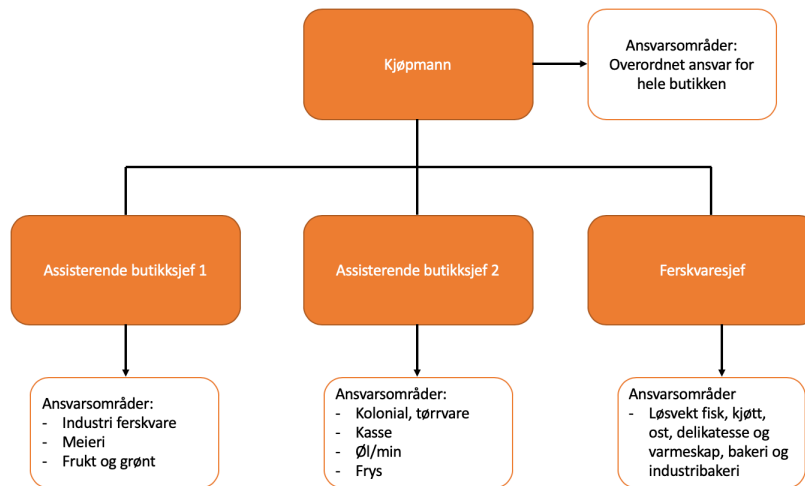 Kjøpmann
Ansvarsområder:
Overordnet ansvar for
hele butikken
Assisterende butikksjef 1
Assisterende butikksjef 2
Ferskvaresjef
Ansvarsområder:
- Industri ferskvare
- Meieri
- Frukt og grønt
Ansvarsområder:
- Kolonial, tørrvare
- Kasse
- Øl/min
- Frys
Ansvarsområder
- Løsvekt fisk, kjøtt,
ost, delikatesse og
varmeskap, bakeri og
industribakeri